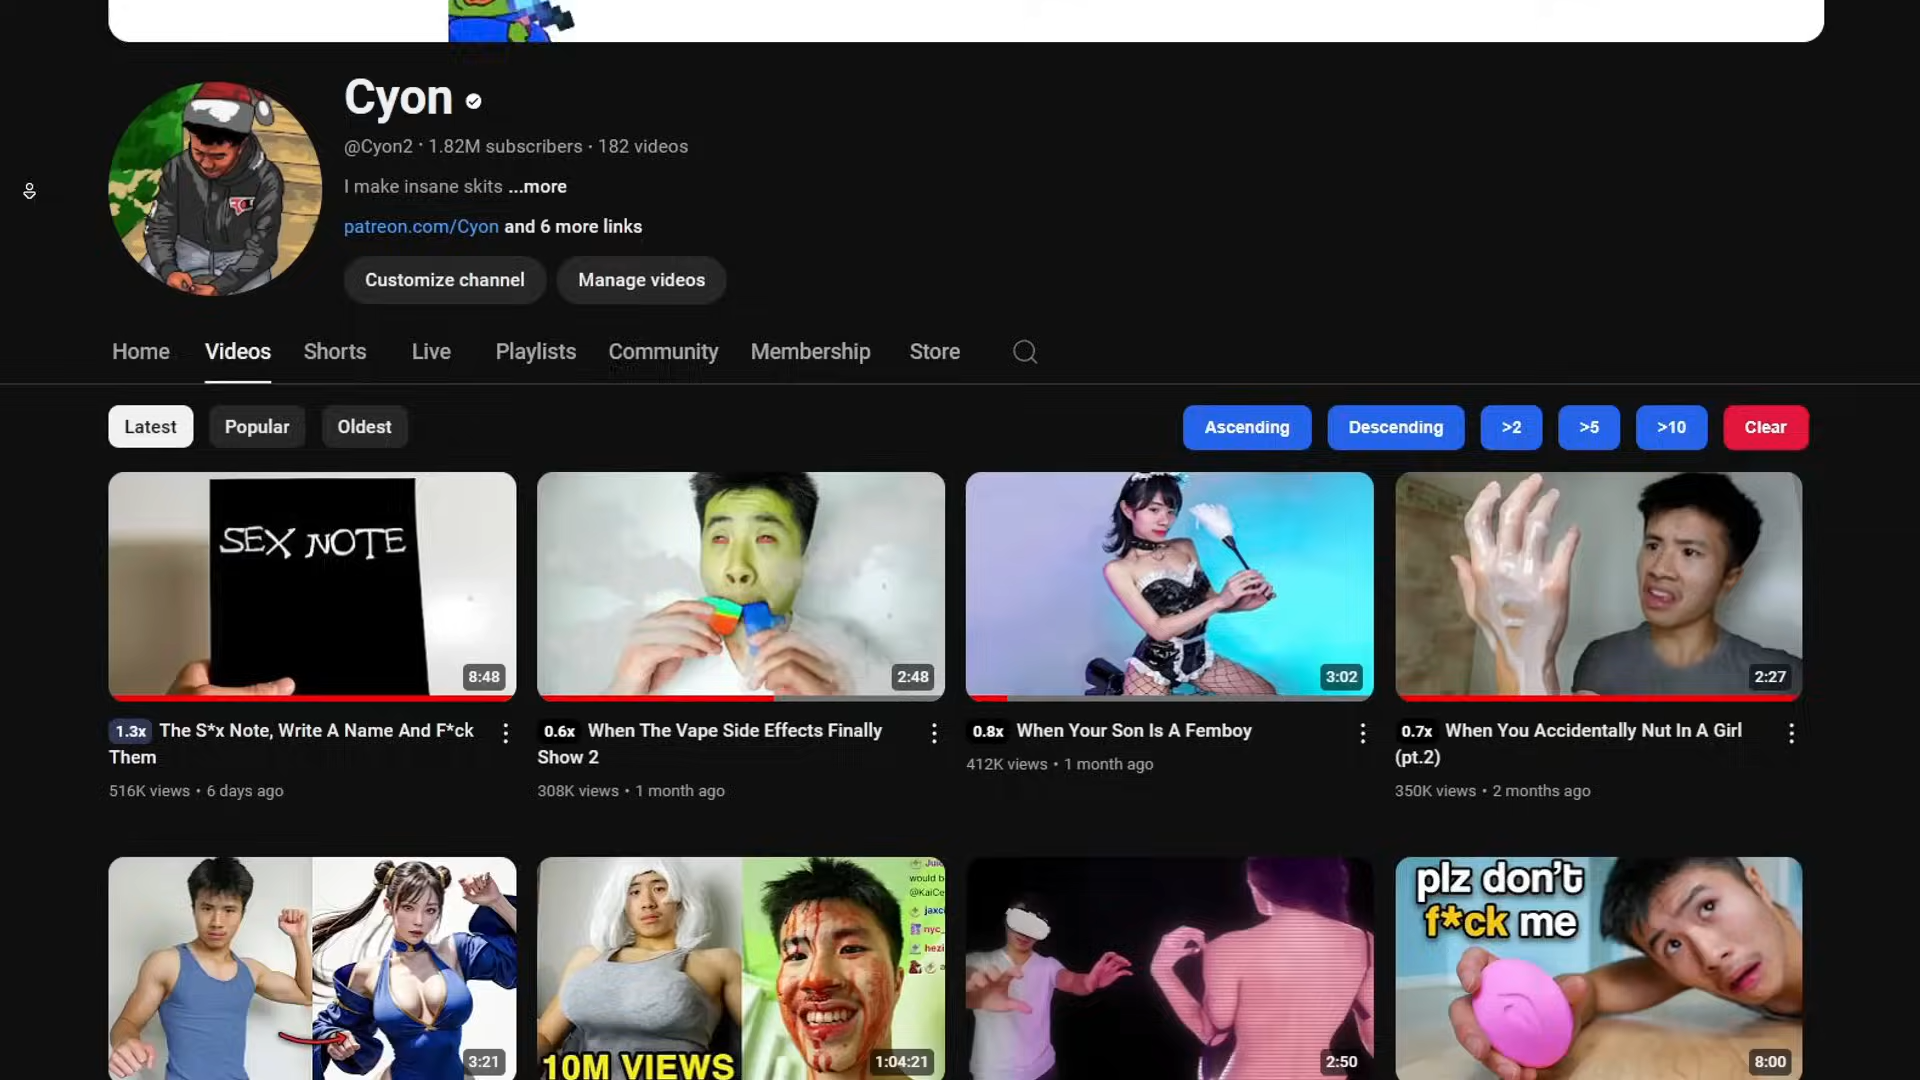 Cyon
@Cyon2 · 1.82M subscribers · 182 videos
I make insane skits ...more
patreon.com/Cyon and 6 more links
Customize channel Manage videos
Home Videos Shorts Live Playlists Community Membership Store
Latest Popular Oldest Ascending Descending >2 >5 >10 Clear
SEX NOTE
8:48
2:48
3:02
2:27
1.3x The S*x Note, Write A Name And F*ck
Them
516K views • 6 days ago
0.6x When The Vape Side Effects Finally
Show 2
308K views • 1 month ago
0.8x When Your Son Is A Femboy
412K views • 1 month ago
0.7x When You Accidentally Nut In A Girl
(pt.2)
350K views • 2 months ago
3:21
would b
@KaiCe
jaxc
nyc_
hezi
10M VIEWS
1:04:21
2:50
plz don't
f*ck me
8:00